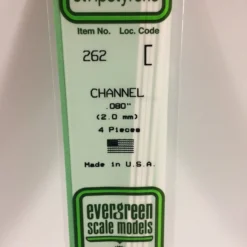 Item No. Loc. Code
262 [
CHANNEL
.080"
(2.0 mm)
4 Pieces
Made in U.S.A.
evergreen
scale models